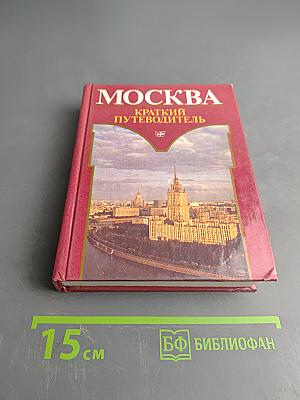 МОСКВА
КРАТКИЙ
ПУТЕВОДИТЕЛЬ
15 см
БФ БИБЛИОФАН